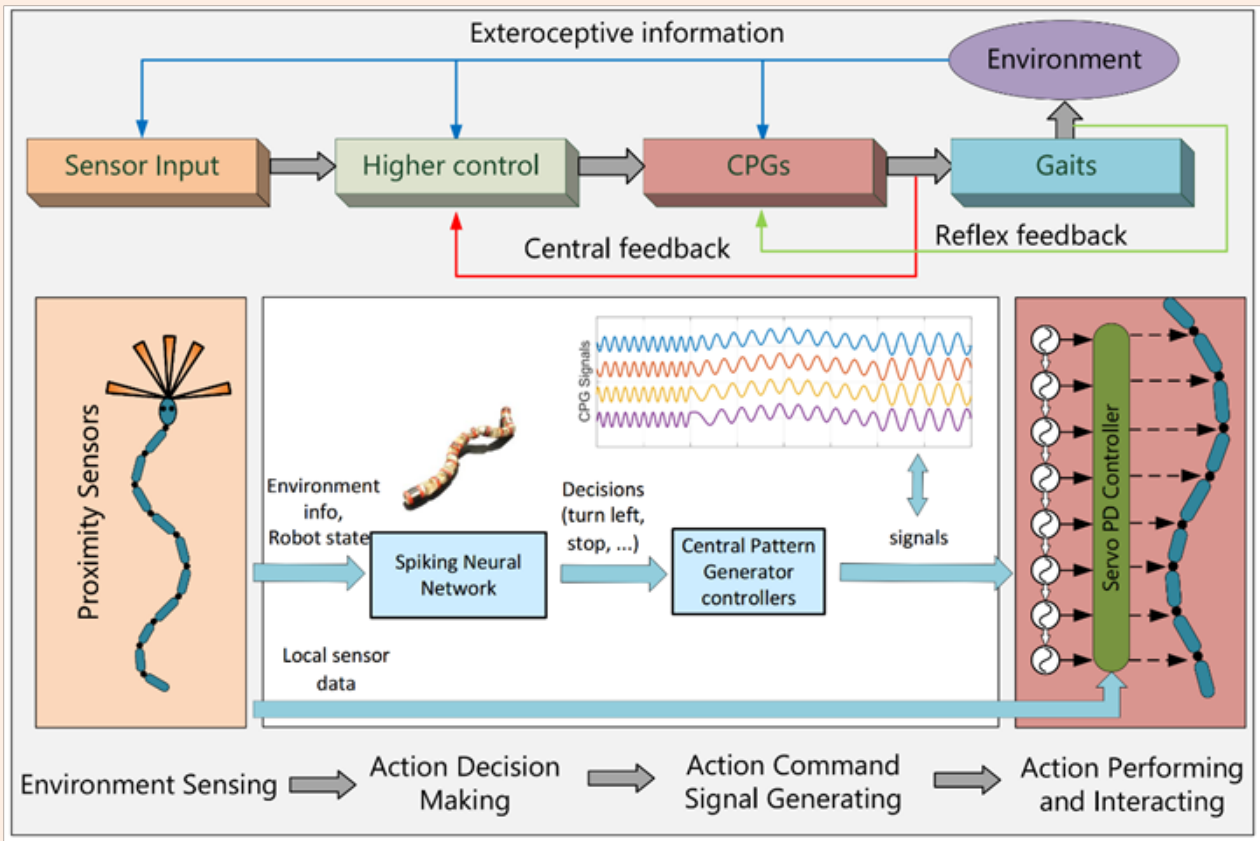 Exteroceptive information
Environment
Sensor Input
Higher control
CPGs
Gaits
Central feedback
Reflex feedback
Proximity Sensors
Environment
info,
Robot state
Spiking Neural
Network
Decisions
(turn left,
stop, ...)
CPG Signals
Central Pattern
Generator
controllers
signals
Local sensor
data
Servo PD Controller
Environment Sensing
Action Decision
Making
Action Command
Signal Generating
Action Performing
and Interacting